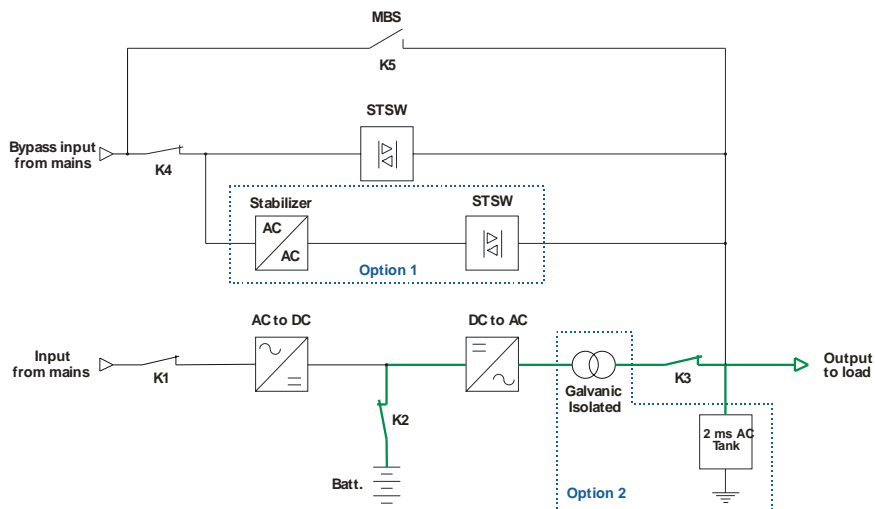 MBS
K5
STSW
Bypass input
from mains
K4
Stabilizer
STSW
AC
AC
Option 1
AC to DC
DC to AC
Input
from mains
K1
K3
Output
to load
Galvanic
Isolated
K2
2 ms AC
Tank
Batt.
Option 2